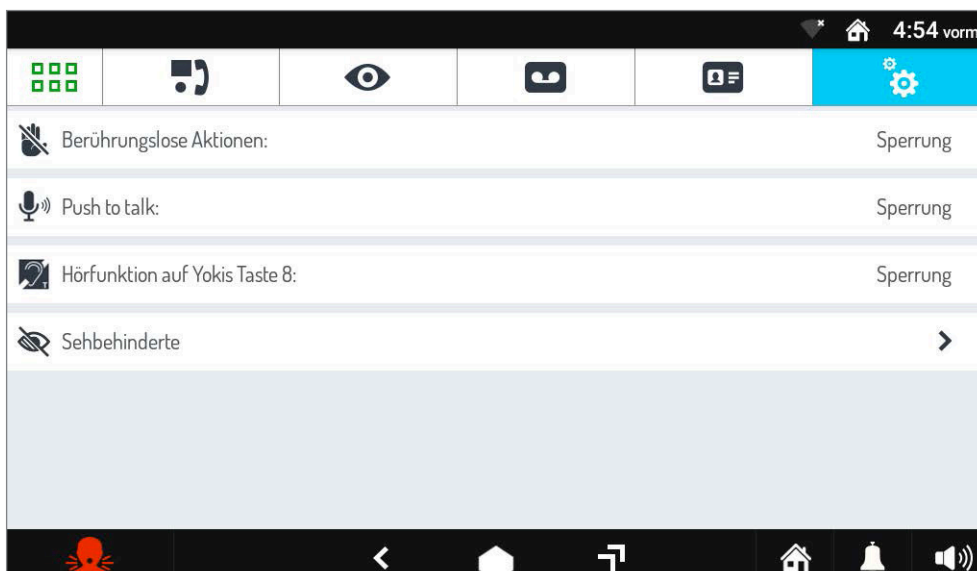 4:54 vorm
Berührungslose Aktionen: Sperrung
Push to talk: Sperrung
Hörfunktion auf Yokis Taste 8: Sperrung
Sehbehinderte